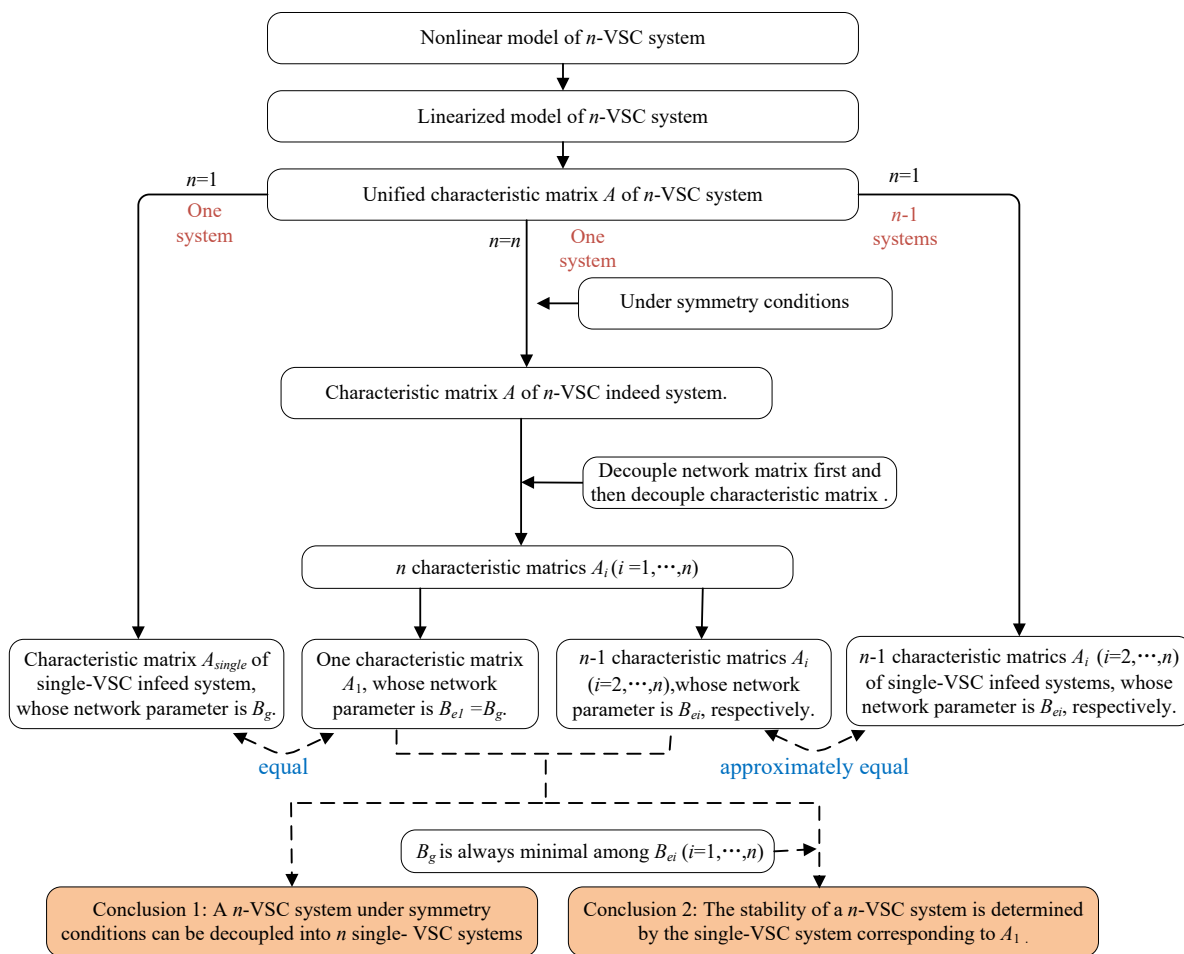 Nonlinear model of n-VSC system
Linearized model of n-VSC system
Unified characteristic matrix A of n-VSC system
n=1
One
system
n=n
One
system
n=1
n-1
systems
Under symmetry conditions
Characteristic matrix A of n-VSC indeed system.
Decouple network matrix first and
then decouple characteristic matrix .
n characteristic matrics Ai (i =1,⋯,n)
Characteristic matrix Asingle of
single-VSC infeed system,
whose network parameter is Bg.
One characteristic matrix
A1, whose network
parameter is Be1 =Bg.
n-1 characteristic matrics Ai
(i=2,⋯,n),whose network
parameter is Bei, respectively.
n-1 characteristic matrics Ai (i=2,⋯,n)
of single-VSC infeed systems, whose
network parameter is Bei, respectively.
equal
approximately equal
Bg is always minimal among Bei (i=1,⋯,n)
Conclusion 1: A n-VSC system under symmetry
conditions can be decoupled into n single- VSC systems
Conclusion 2: The stability of a n-VSC system is determined
by the single-VSC system corresponding to A1 .